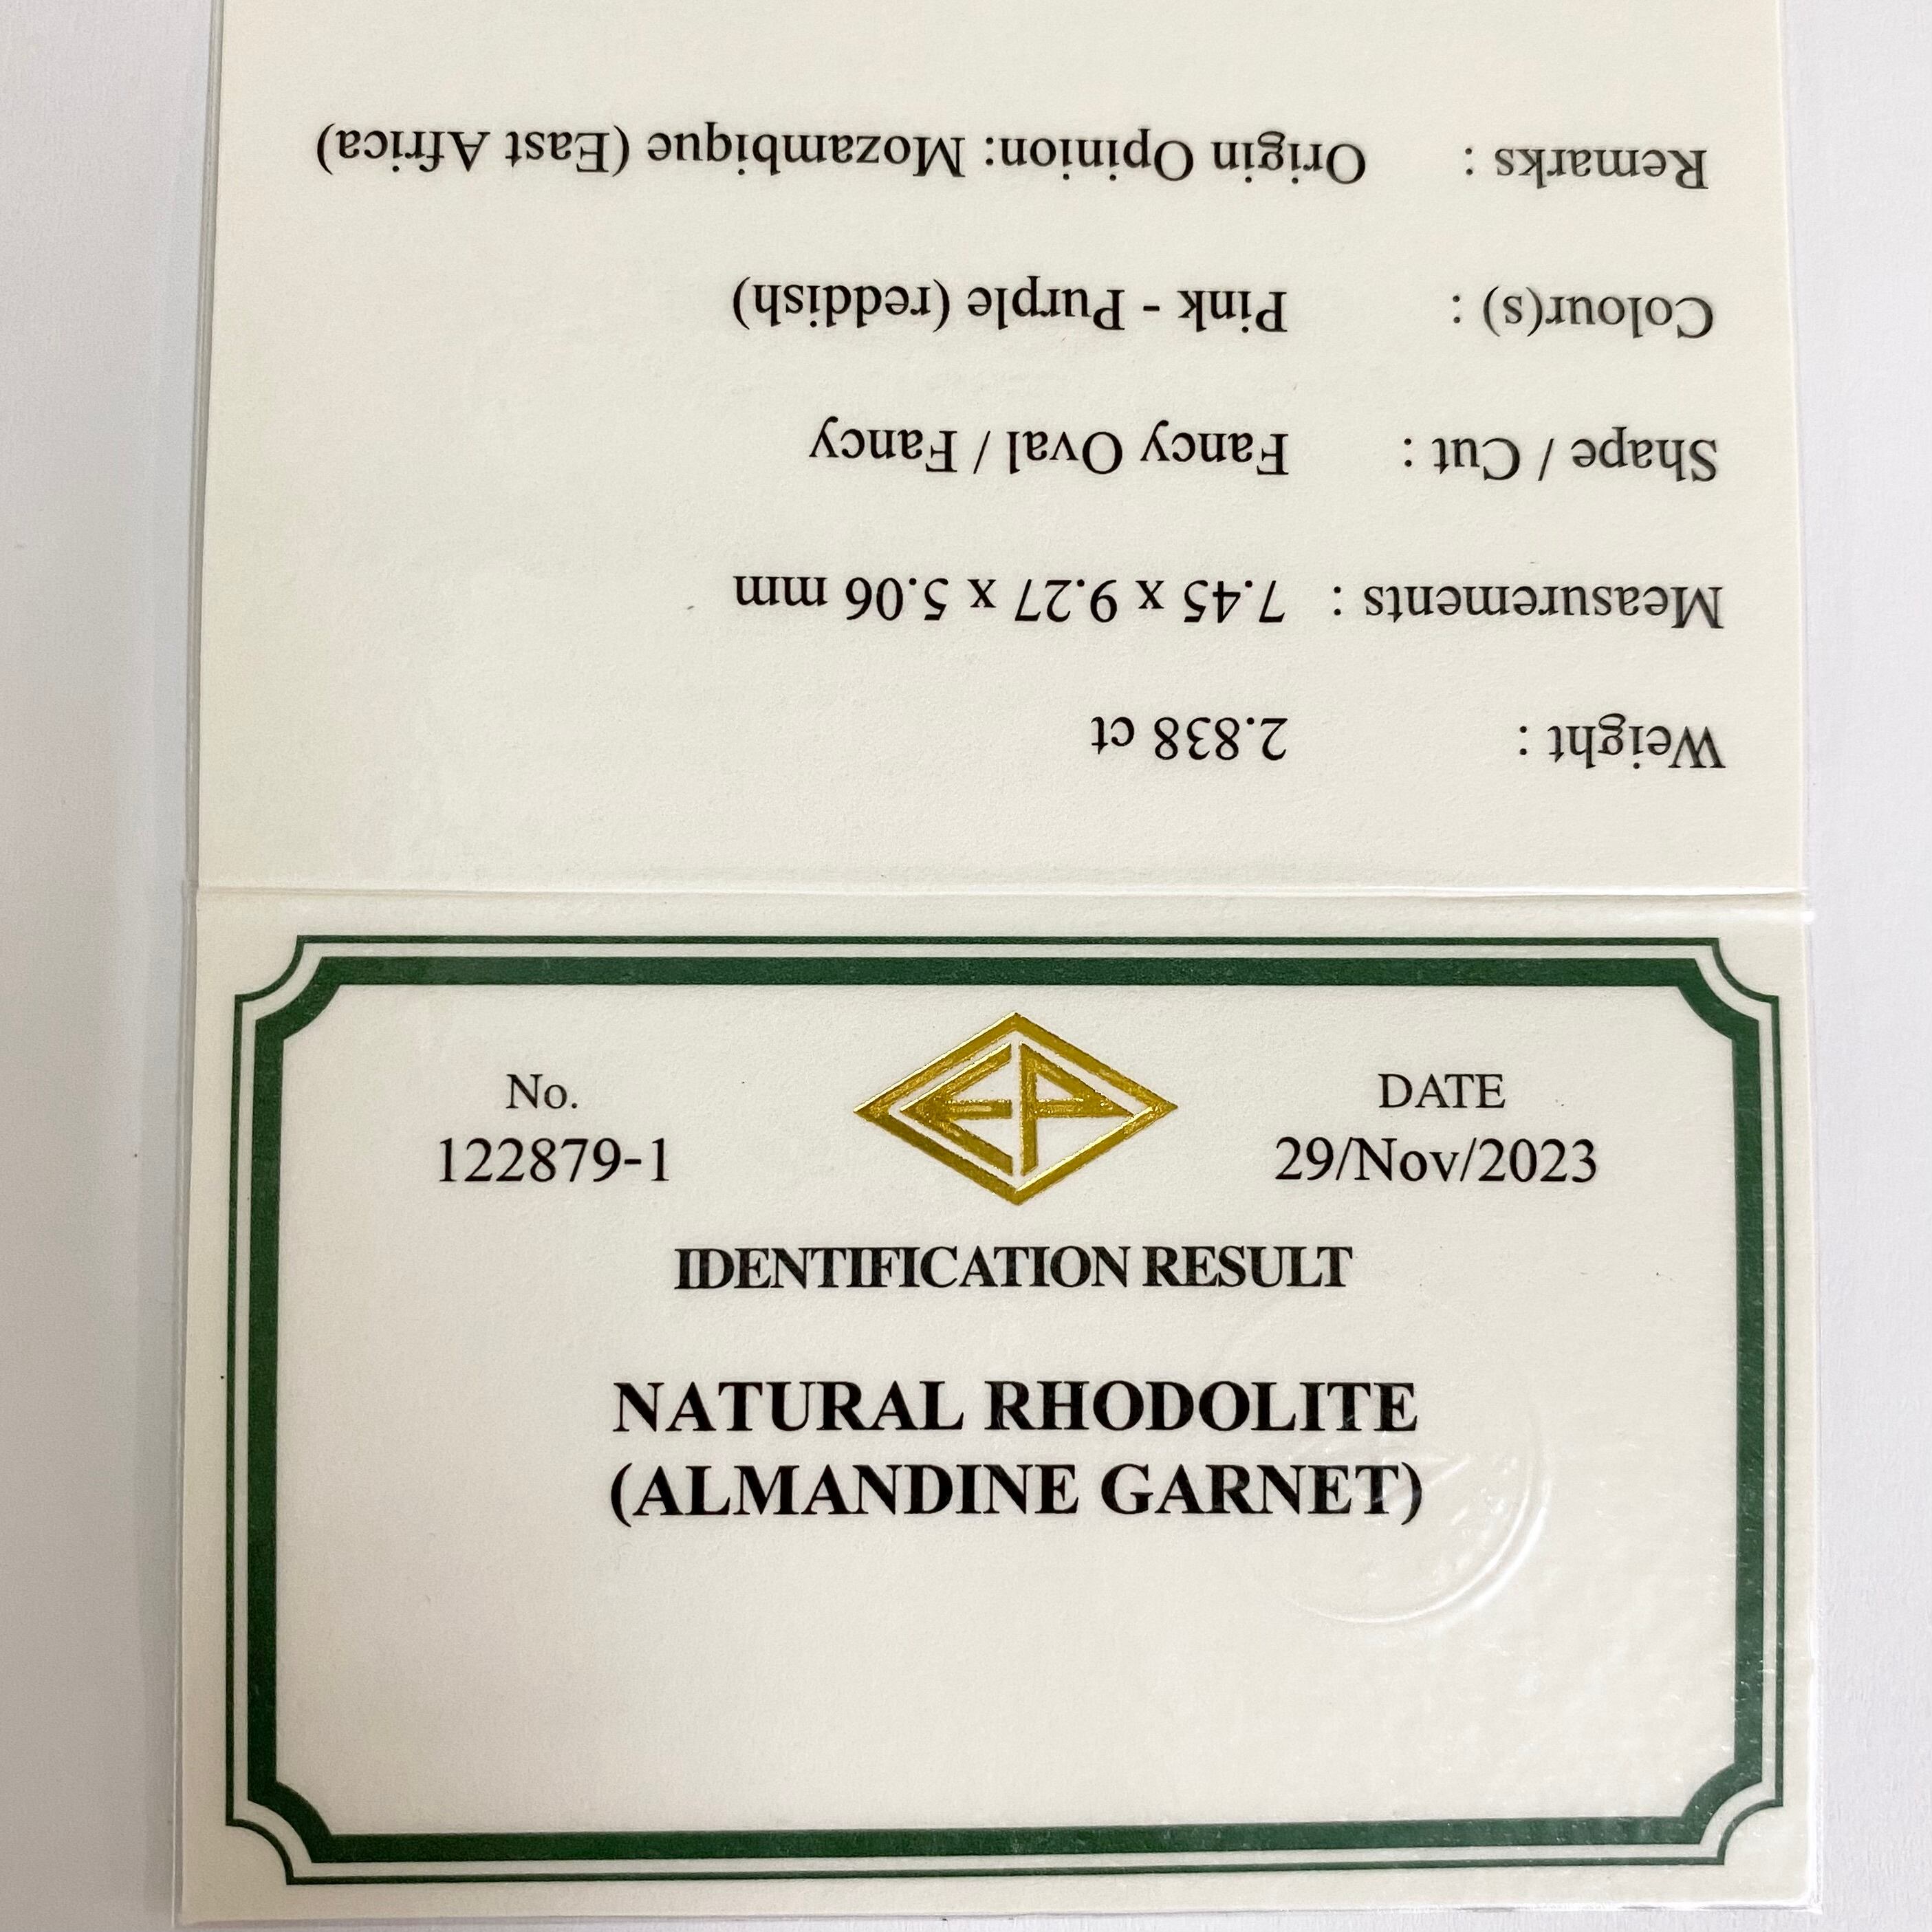 Weight : 2.838 ct
Measurements : 7.45 x 9.27 x 5.06 mm
Shape / Cut : Fancy Oval / Fancy
Colour(s) : Pink - Purple (reddish)
Remarks : Origin Opinion: Mozambique (East Africa)
EP
No. DATE
122879-1 29/Nov/2023
IDENTIFICATION RESULT
NATURAL RHODOLITE
(ALMANDINE GARNET)